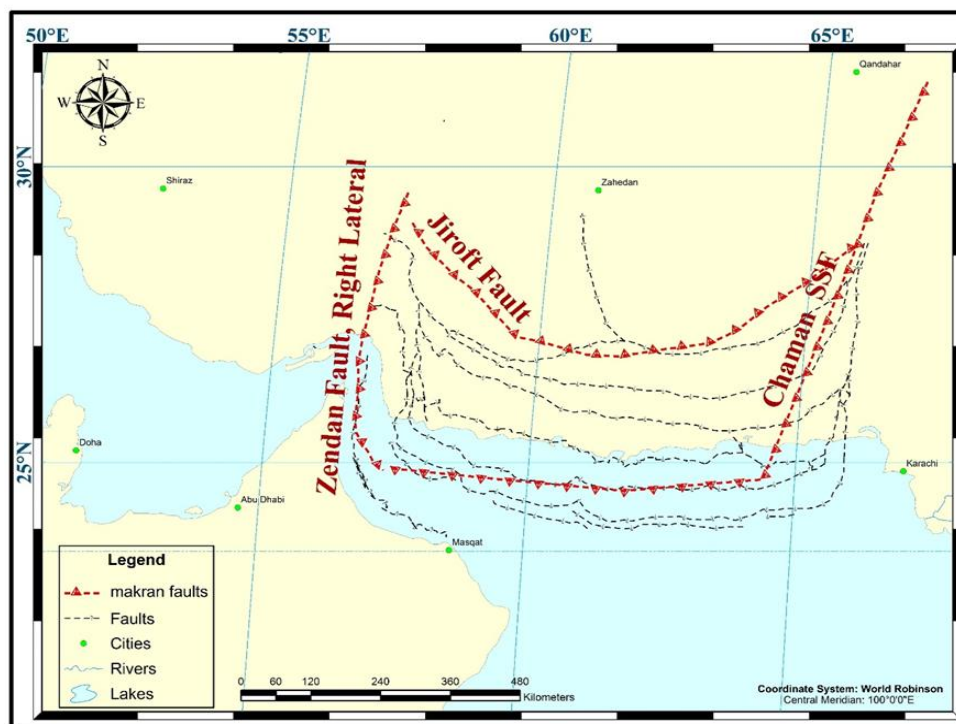 50°E
55°E
60°E
65°E
N
W
E
S
Qandahar
30°N
Shiraz
Zahedan
Zendan Fault, Right Lateral
Jiroft Fault
Chaman SSF
25°N
Doha
Karachi
Abu Dhabi
Masqat
Legend
makran faults
Faults
Cities
Rivers
Lakes
0 60 120 240 360 480
Kilometers
Coordinate System: World Robinson
Central Meridian: 100°0'0"E